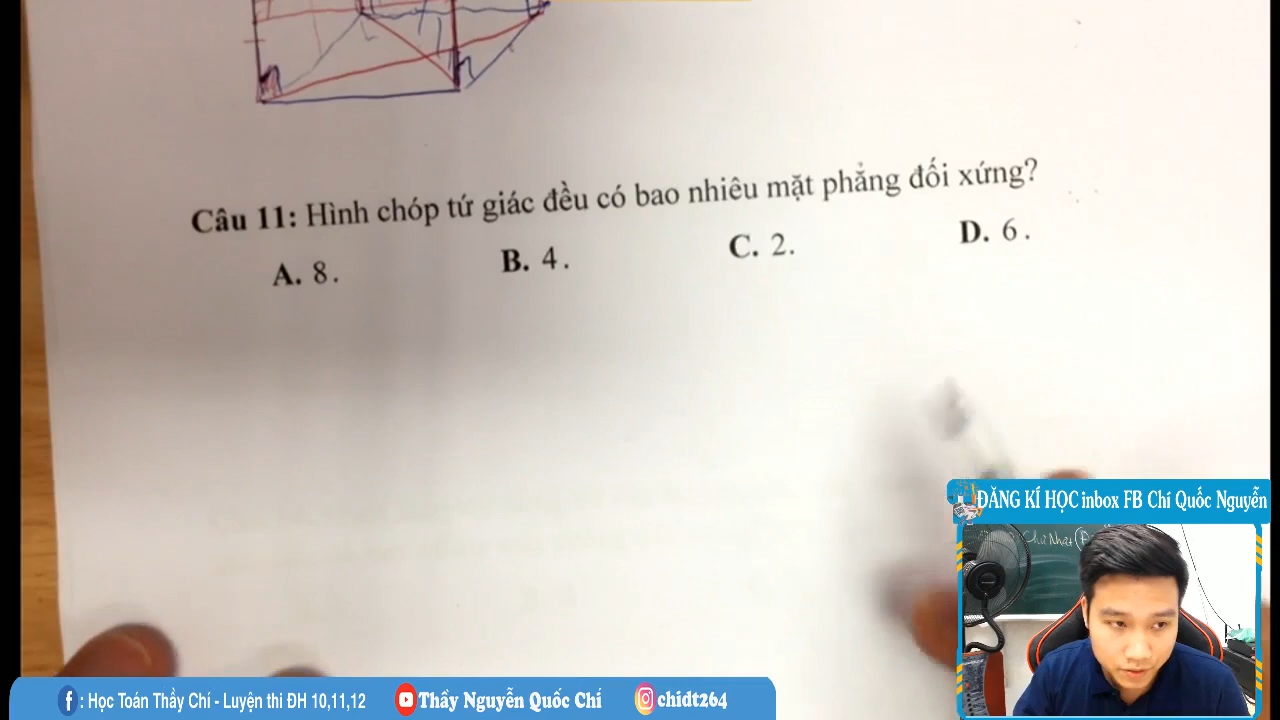 Câu 11: Hình chóp tứ giác đều có bao nhiêu mặt phẳng đối xứng?
A. 8. B. 4. C. 2. D. 6.
ĐĂNG KÍ HỌC inbox FB Chí Quốc Nguyễn
Chủ Nhật
f : Học Toán Thầy Chí - Luyện thi ĐH 10,11,12 Thầy Nguyễn Quốc Chí chidt264